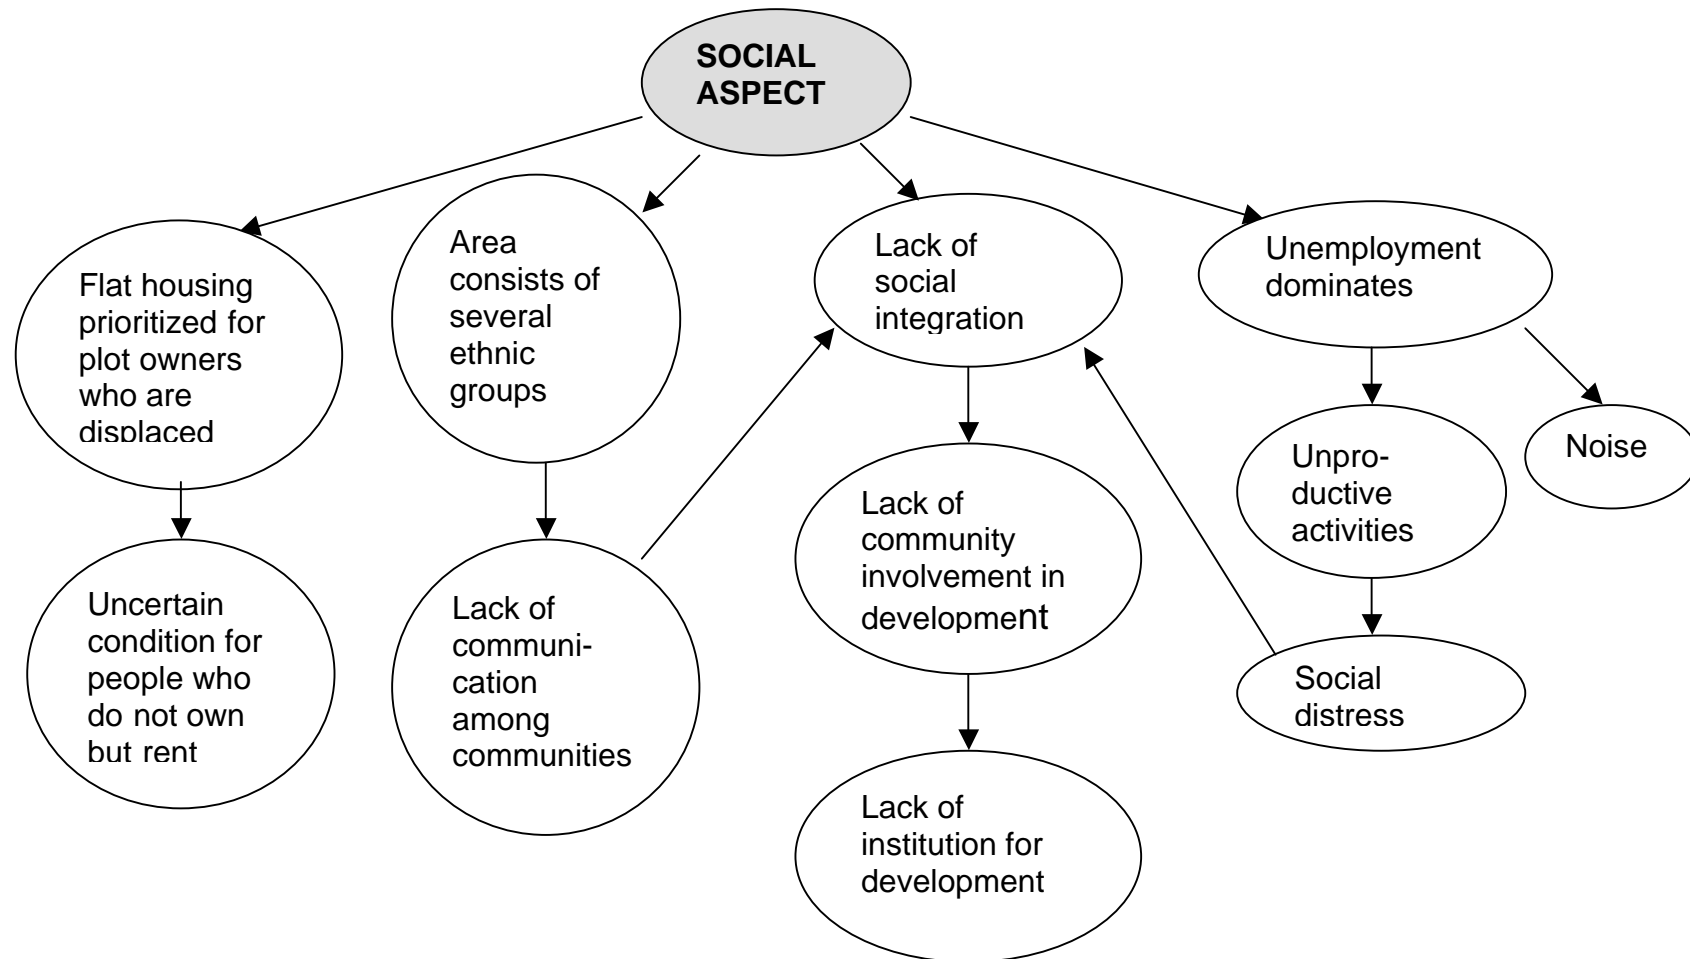 SOCIAL
ASPECT
Flat housing
prioritized for
plot owners
who are
displaced
Area
consists of
several
ethnic
groups
Lack of
social
integration
Unemployment
dominates
Uncertain
condition for
people who
do not own
but rent
Lack of
communi-
cation
among
communities
Lack of
community
involvement in
development
Unpro-
ductive
activities
Noise
Lack of
institution for
development
Social
distress